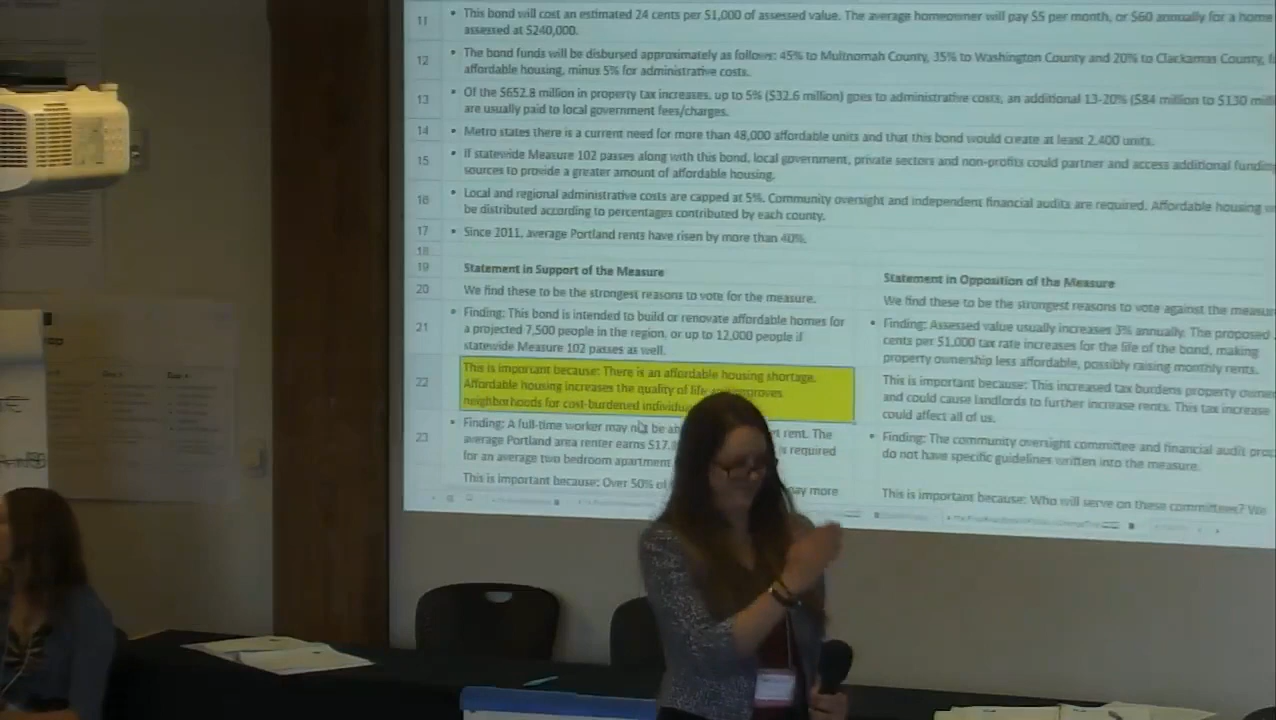 11 • This bond will cost an estimated 24 cents per $1,000 of assessed value. The average homeowner will pay $5 per month, or $60 annually for a home
assessed at $240,000.
12 • The bond funds will be disbursed approximately as follows: 45% to Multnomah County, 35% to Washington County and 20% to Clackamas County,
affordable housing, minus 5% for administrative costs.
13 • Of the $652.8 million in property tax increases, up to 5% ($32.6 million) goes to administrative costs, an additional 13-20% ($84 million to $130
are usually paid to local government fees/charges.
14 • Metro states there is a current need for more than 48,000 affordable units and that this bond would create at least 2,400 units.
15 • If statewide Measure 102 passes along with this bond, local government, private sectors and non-profits could partner and access additional
sources to provide a greater amount of affordable housing.
16 • Local and regional administrative costs are capped at 5%. Community oversight and independent financial audits are required. Affordable housing
be distributed according to percentages contributed by each county.
17 • Since 2011, average Portland rents have risen by more than 40%.
18
19 Statement in Support of the Measure
20 We find these to be the strongest reasons to vote for the measure.
21 • Finding: This bond is intended to build or renovate affordable homes for
a projected 7,500 people in the region, or up to 12,000 people if
statewide Measure 102 passes as well.
22 This is important because: There is an affordable housing shortage.
Affordable housing increases the quality of life improves
neighborhoods for cost-burdened
23 • Finding: A full-time worker may not be rent. The
average Portland area renter earns required
for an average two bedroom apartment
This is important because: Over 50% of pay more
Statement in Opposition of the Measure
We find these to be the strongest reasons to vote against the
• Finding: Assessed value usually increases 3% annually. The proposed
cents per $1,000 tax rate increases for the life of the bond, making
property ownership less affordable, possibly raising monthly rents.
This is important because: This increased tax burdens property
and could cause landlords to further increase rents. This tax increase
could affect all of us.
• Finding: The community oversight committee and financial audit
do not have specific guidelines written into the measure.
This is important because: Who will serve on these committees? We